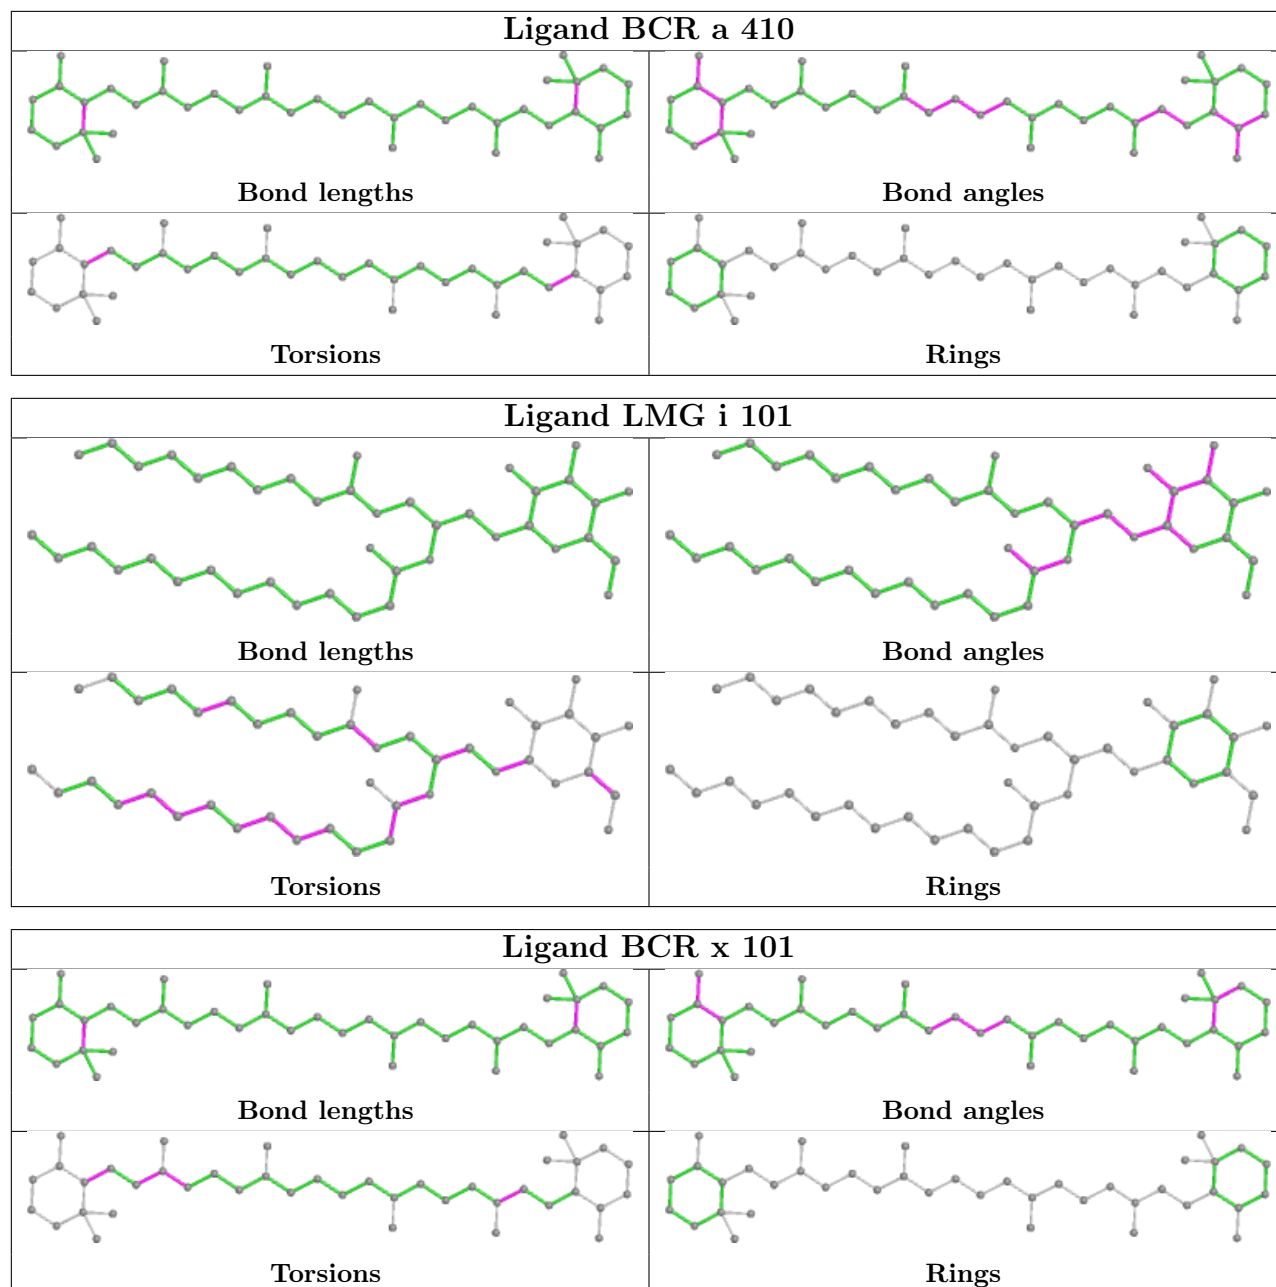 Ligand BCR a 410
Bond lengths
Bond angles
Torsions
Rings
Ligand LMG i 101
Bond lengths
Bond angles
Torsions
Rings
Ligand BCR x 101
Bond lengths
Bond angles
Torsions
Rings